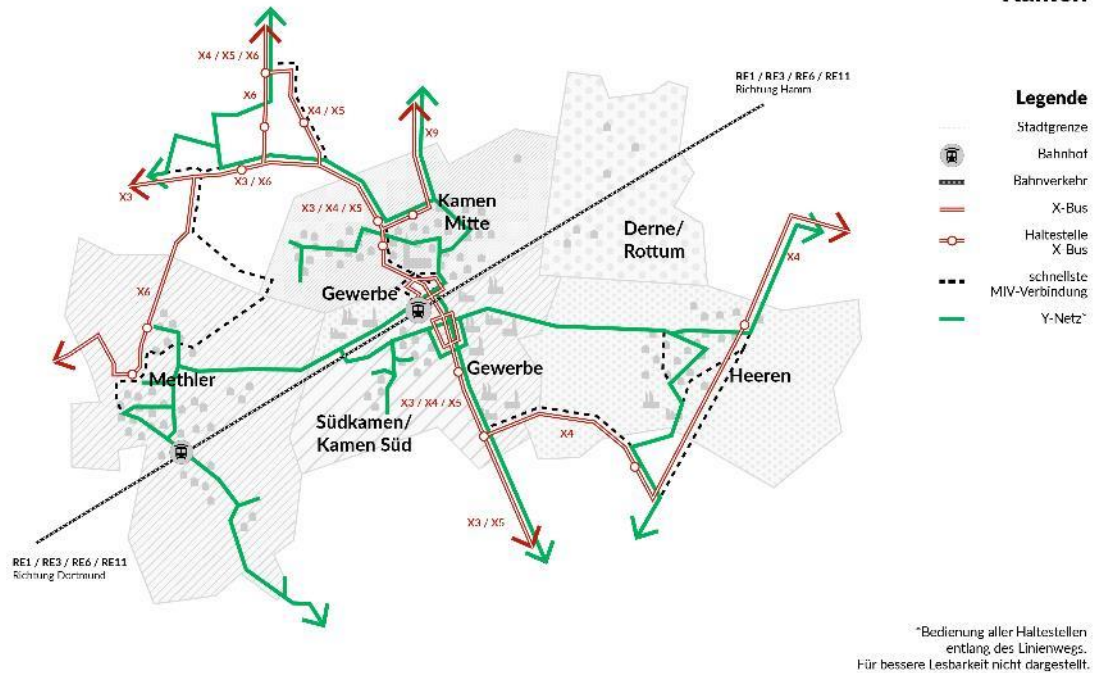 X4 / X5 / X6
X6
X4 / X5
X9
X3
X3 / X6
X3 / X4 / X5
Kamen
Mitte
RE1 / RE3 / RE6 / RE11
Richtung Hamm
Derne/
Rottum
X4
X6
Gewerbe
Methler
Gewerbe
Heeren
X3 / X4 / X5
Südkamen/
Kamen Süd
X4
X3 / X5
RE1 / RE3 / RE6 / RE11
Richtung Dortmund
Legende
Stadtgrenze
Bahnhof
Bahnverkehr
X-Bus
Haltestelle
X-Bus
schnellste
MIV-Verbindung
Y-Netz*
*Bedienung aller Haltestellen
entlang des Linienwegs.
Für bessere Lesbarkeit nicht dargestellt.